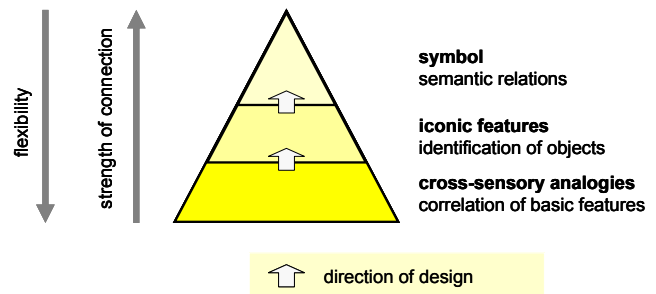 flexibility
strength of connection
symbol
semantic relations
iconic features
identification of objects
cross-sensory analogies
correlation of basic features
direction of design